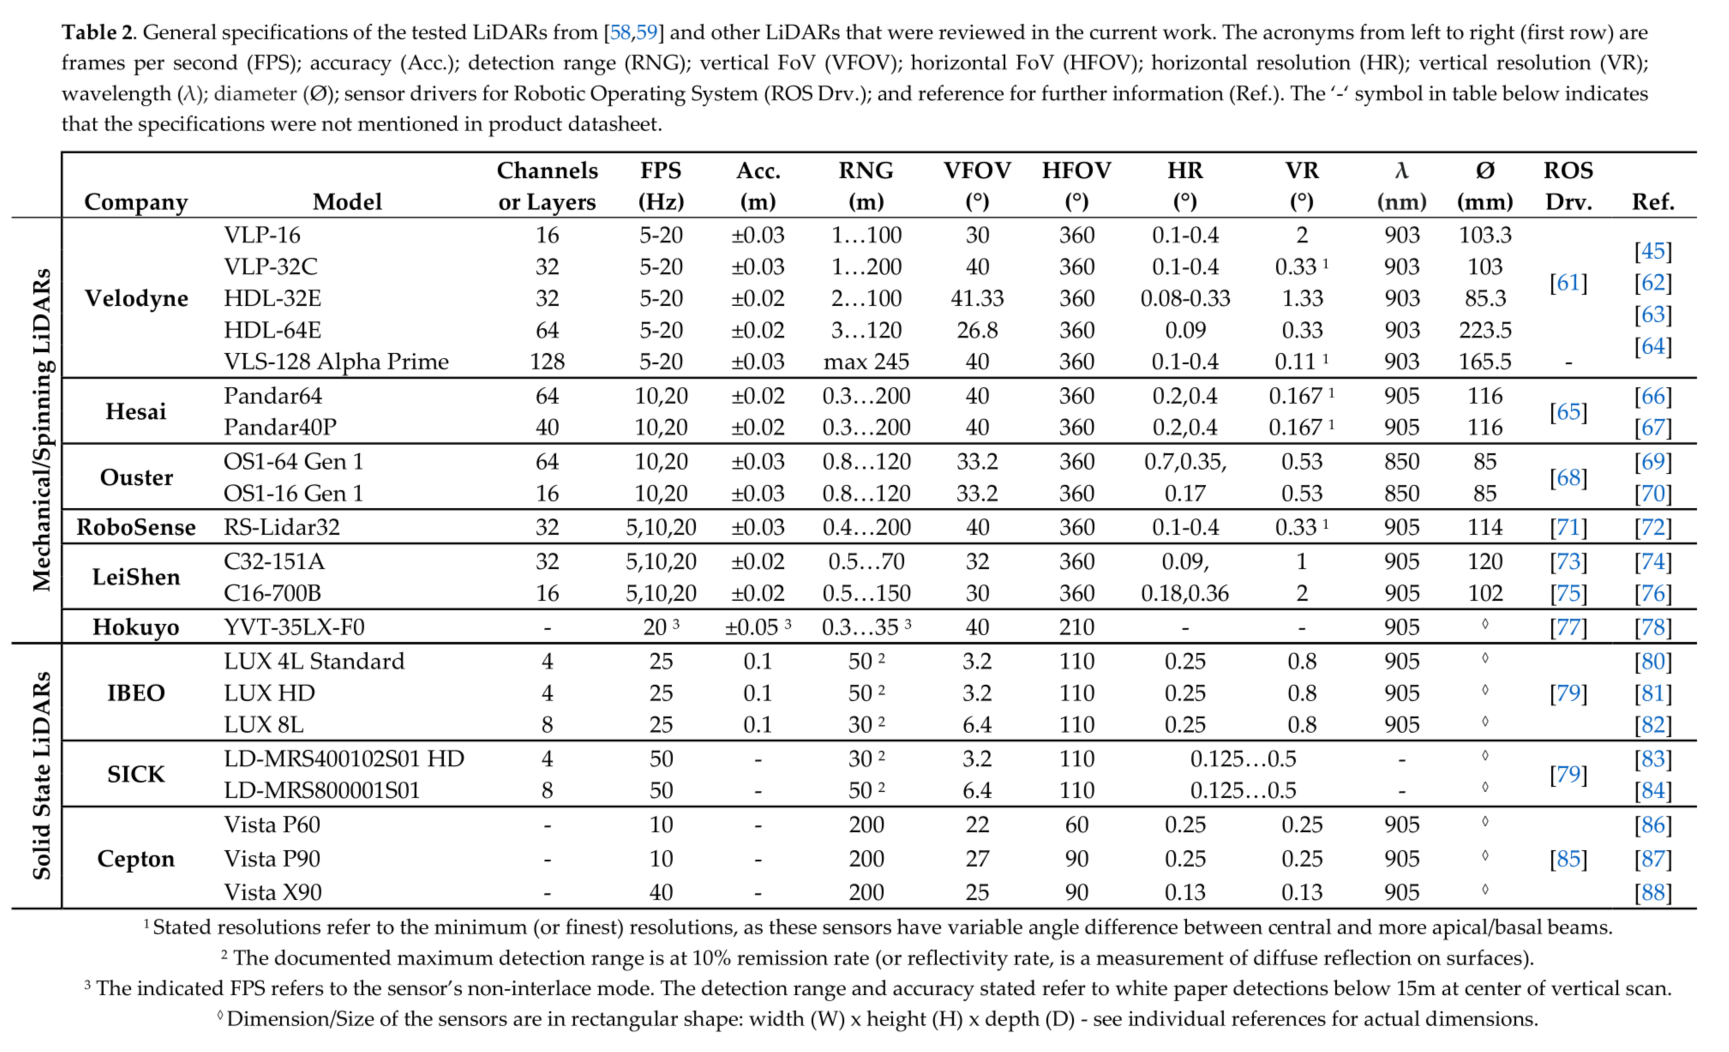 Table 2. General specifications of the tested LiDARs from [58,59] and other LiDARs that were reviewed in the current work. The acronyms from left to right (first row) are
frames per second (FPS); accuracy (Acc.); detection range (RNG); vertical FoV (VFOV); horizontal FoV (HFOV); horizontal resolution (HR); vertical resolution (VR);
wavelength (λ); diameter (Ø); sensor drivers for Robotic Operating System (ROS Drv.); and reference for further information (Ref.). The ‘-‘ symbol in table below indicates
that the specifications were not mentioned in product datasheet.
Channels FPS Acc. RNG VFOV HFOV HR VR λ Ø ROS
Company Model or Layers (Hz) (m) (m) (°) (°) (°) (°) (nm) (mm) Drv. Ref.
Mechanical/Spinning LiDARs
Velodyne
VLP-16 16 5-20 ±0.03 1…100 30 360 0.1-0.4 2 903 103.3
[45]
VLP-32C 32 5-20 ±0.03 1…200 40 360 0.1-0.4 0.33 ¹ 903 103
[61] [62]
HDL-32E 32 5-20 ±0.02 2…100 41.33 360 0.08-0.33 1.33 903 85.3
[63]
HDL-64E 64 5-20 ±0.02 3…120 26.8 360 0.09 0.33 903 223.5
[64]
VLS-128 Alpha Prime 128 5-20 ±0.03 max 245 40 360 0.1-0.4 0.11 ¹ 903 165.5 -
Hesai
Pandar64 64 10,20 ±0.02 0.3…200 40 360 0.2,0.4 0.167 ¹ 905 116 [66]
[65]
Pandar40P 40 10,20 ±0.02 0.3…200 40 360 0.2,0.4 0.167 ¹ 905 116 [67]
Ouster
OS1-64 Gen 1 64 10,20 ±0.03 0.8…120 33.2 360 0.7,0.35, 0.53 850 85 [69]
[68]
OS1-16 Gen 1 16 10,20 ±0.03 0.8…120 33.2 360 0.17 0.53 850 85 [70]
RoboSense RS-Lidar32 32 5,10,20 ±0.03 0.4…200 40 360 0.1-0.4 0.33 ¹ 905 114 [71] [72]
LeiShen
C32-151A 32 5,10,20 ±0.02 0.5…70 32 360 0.09, 1 905 120 [73] [74]
C16-700B 16 5,10,20 ±0.02 0.5…150 30 360 0.18,0.36 2 905 102 [75] [76]
Hokuyo YVT-35LX-F0 - 20 ³ ±0.05 ³ 0.3…35 ³ 40 210 - - 905 ◊ [77] [78]
Solid State LiDARs
IBEO
LUX 4L Standard 4 25 0.1 50 ² 3.2 110 0.25 0.8 905 ◊ [80]
LUX HD 4 25 0.1 50 ² 3.2 110 0.25 0.8 905 ◊ [79] [81]
LUX 8L 8 25 0.1 30 ² 6.4 110 0.25 0.8 905 ◊ [82]
SICK
LD-MRS400102S01 HD 4 50 - 30 ² 3.2 110 0.125…0.5 - ◊ [83]
[79]
LD-MRS800001S01 8 50 - 50 ² 6.4 110 0.125…0.5 - ◊ [84]
Cepton
Vista P60 - 10 - 200 22 60 0.25 0.25 905 ◊ [86]
Vista P90 - 10 - 200 27 90 0.25 0.25 905 ◊ [85] [87]
Vista X90 - 40 - 200 25 90 0.13 0.13 905 ◊ [88]
¹ Stated resolutions refer to the minimum (or finest) resolutions, as these sensors have variable angle difference between central and more apical/basal beams.
² The documented maximum detection range is at 10% remission rate (or reflectivity rate, is a measurement of diffuse reflection on surfaces).
³ The indicated FPS refers to the sensor’s non-interlace mode. The detection range and accuracy stated refer to white paper detections below 15m at center of vertical scan.
◊ Dimension/Size of the sensors are in rectangular shape: width (W) x height (H) x depth (D) - see individual references for actual dimensions.